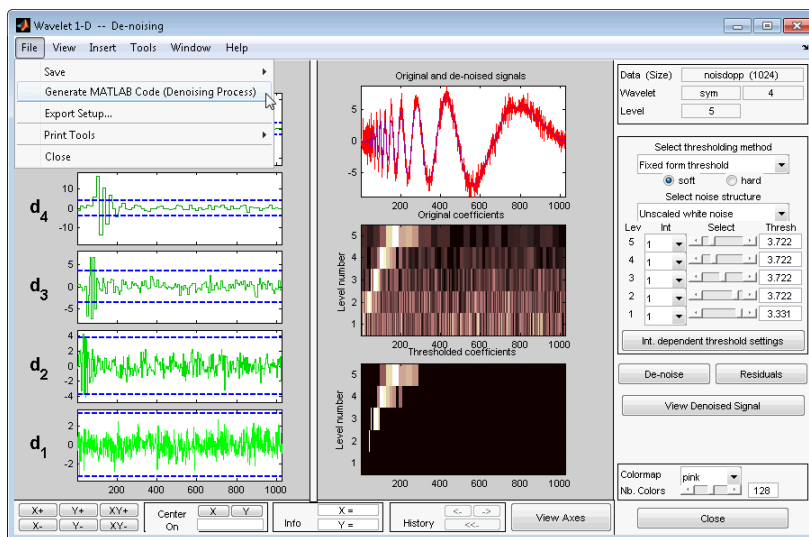 Wavelet 1-D -- De-noising
File View Insert Tools Window Help
Save
Generate MATLAB Code (Denoising Process)
Export Setup...
Print Tools
Close
d4
10
0
-10
d3
5
0
-5
d2
4
2
0
-2
-4
d1
2
0
-2
200 400 600 800 1000
Original and de-noised signals
5
0
-5
200 400 600 800 1000
Original coefficients
Level number
5
4
3
2
1
Thresholded coefficients
Level number
5
4
3
2
1
200 400 600 800 1000
Data (Size) noisdopp (1024)
Wavelet sym 4
Level 5
Select thresholding method
Fixed form threshold
soft hard
Select noise structure
Unscaled white noise
Lev Int Select Thresh
5 1 3.722
4 1 3.722
3 1 3.722
2 1 3.722
1 1 3.331
Int. dependent threshold settings
De-noise Residuals
View Denoised Signal
Colormap pink
Nb. Colors 128
Close
X+ Y+ XY+
X- Y- XY-
Center On X Y
Info X = Y =
History <- -> <<-
View Axes